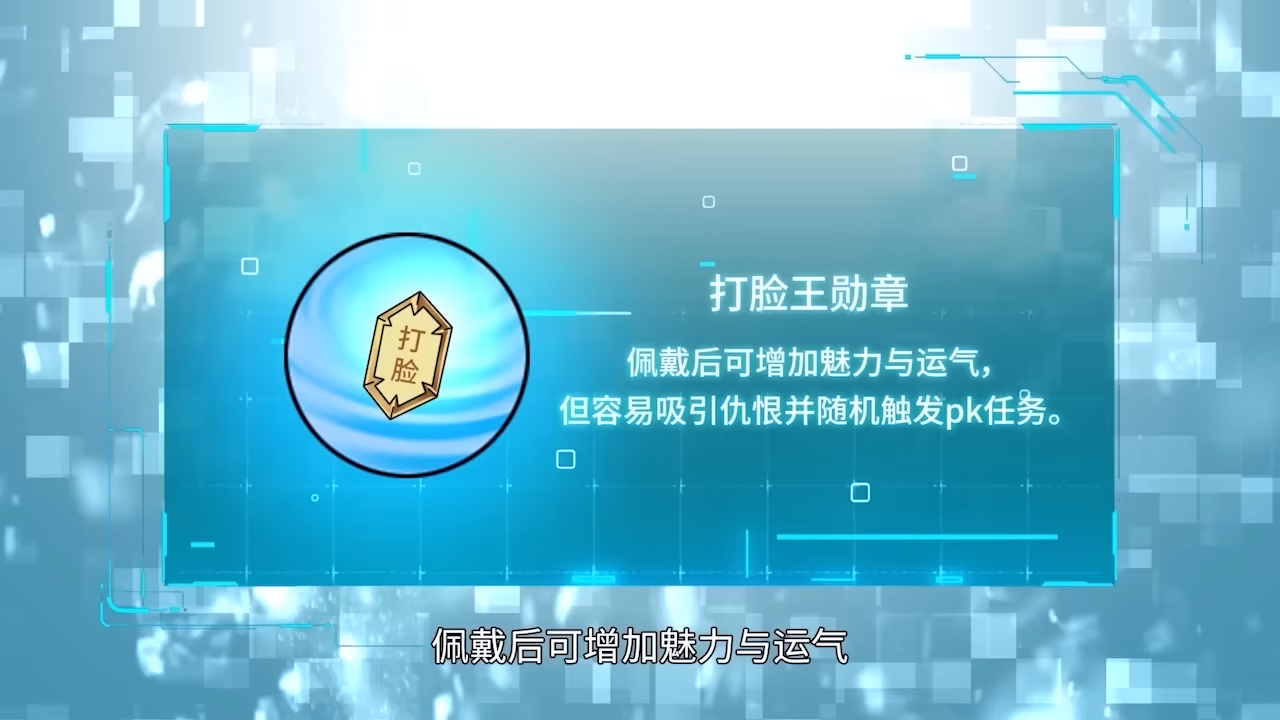 打
脸
打脸王勋章
佩戴后可增加魅力与运气，
但容易吸引仇恨并随机触发pk任务。
佩戴后可增加魅力与运气